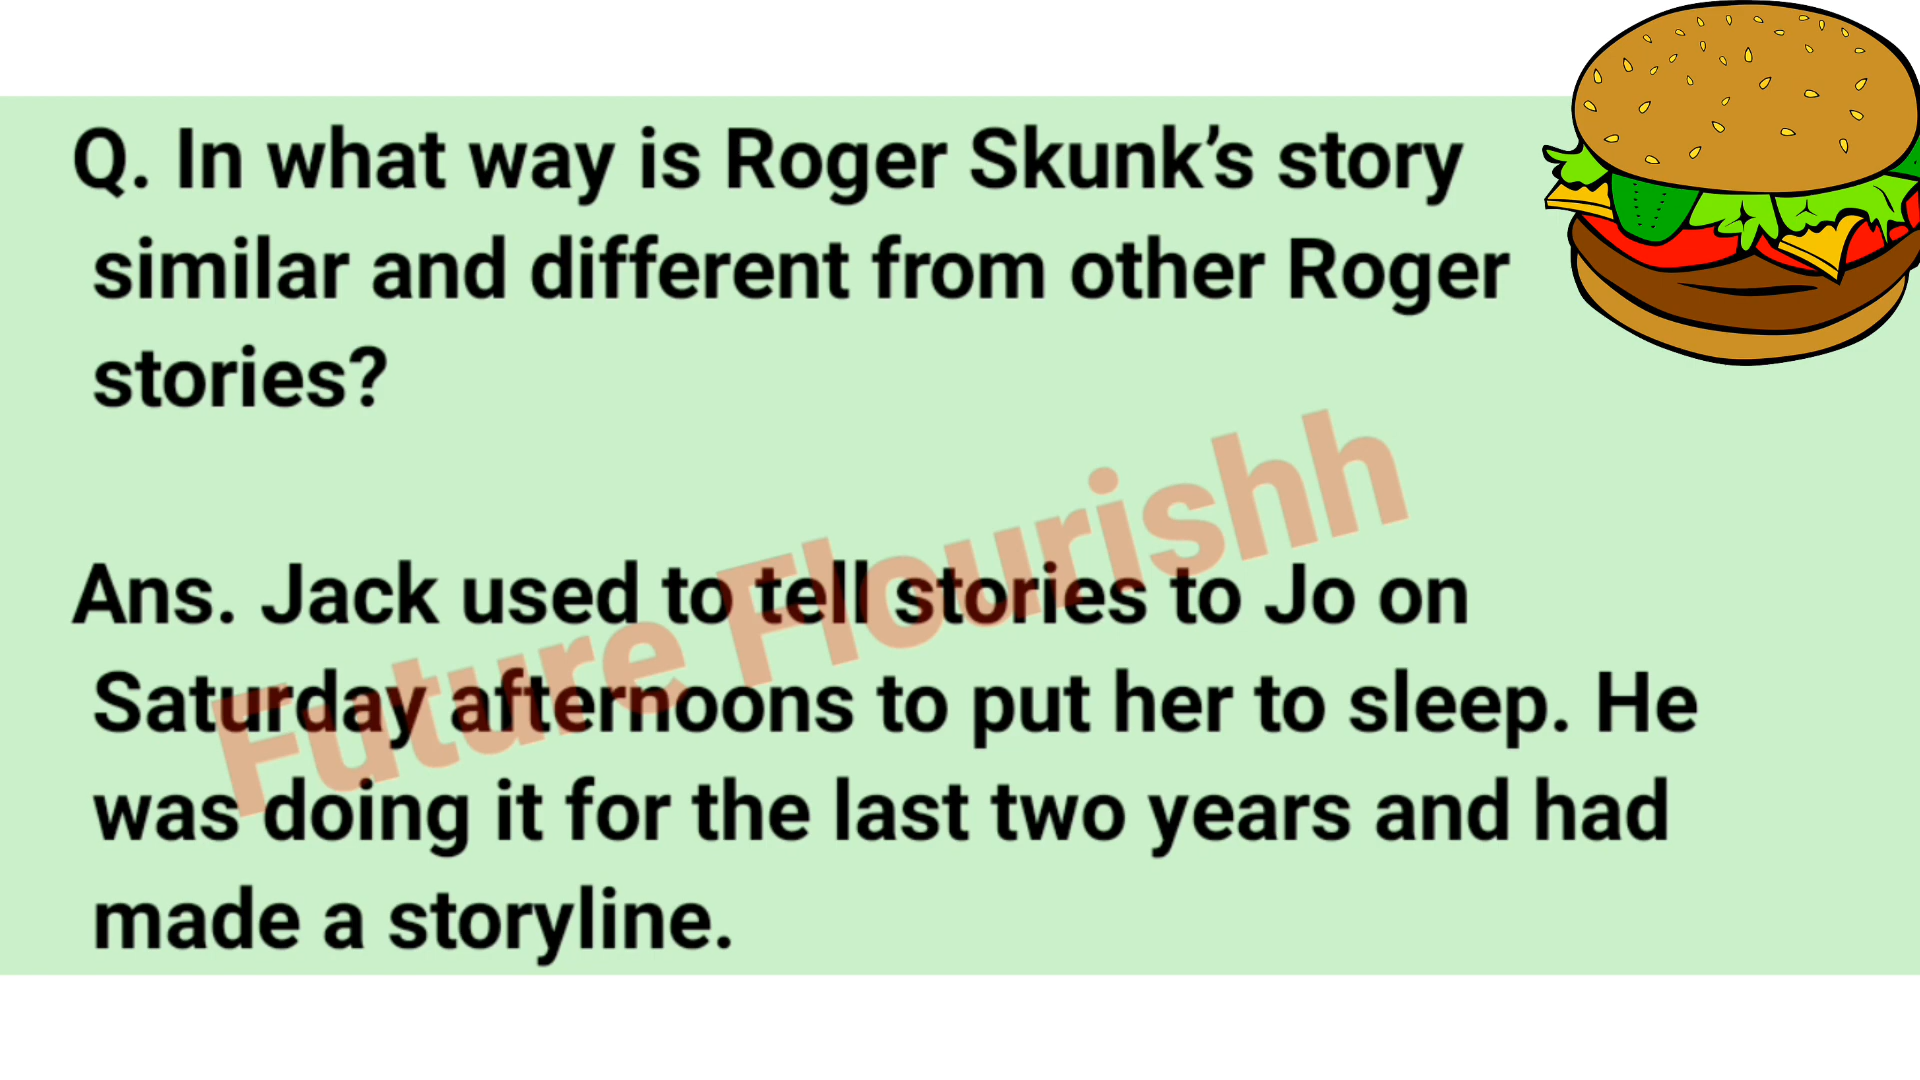 Q. In what way is Roger Skunk’s story
similar and different from other Roger
stories?
Future Flourishh
Ans. Jack used to tell stories to Jo on
Saturday afternoons to put her to sleep. He
was doing it for the last two years and had
made a storyline.